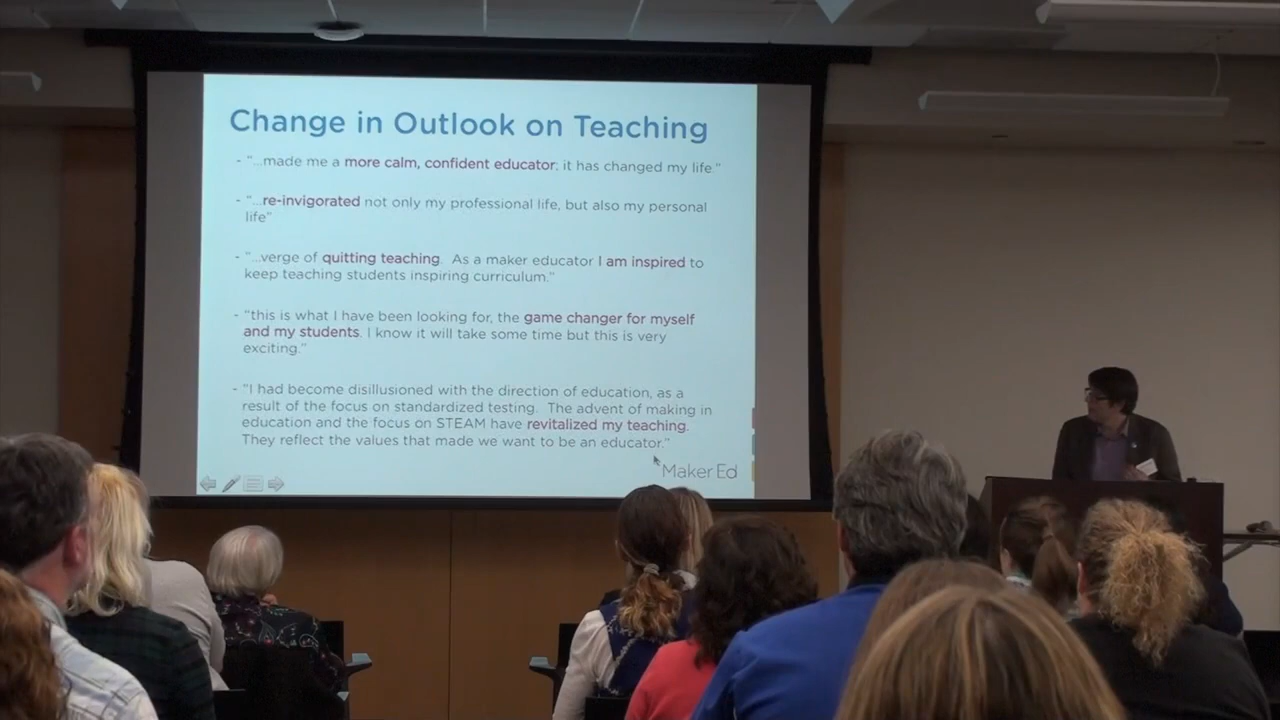 Change in Outlook on Teaching
- "...made me a more calm, confident educator; it has changed my life."
- "...re-invigorated not only my professional life, but also my personal
life"
- "...verge of quitting teaching. As a maker educator I am inspired to
keep teaching students inspiring curriculum."
- "this is what I have been looking for, the game changer for myself
and my students. I know it will take some time but this is very
exciting."
- "I had become disillusioned with the direction of education, as a
result of the focus on standardized testing. The advent of making in
education and the focus on STEAM have revitalized my teaching.
They reflect the values that made we want to be an educator."
Maker Ed